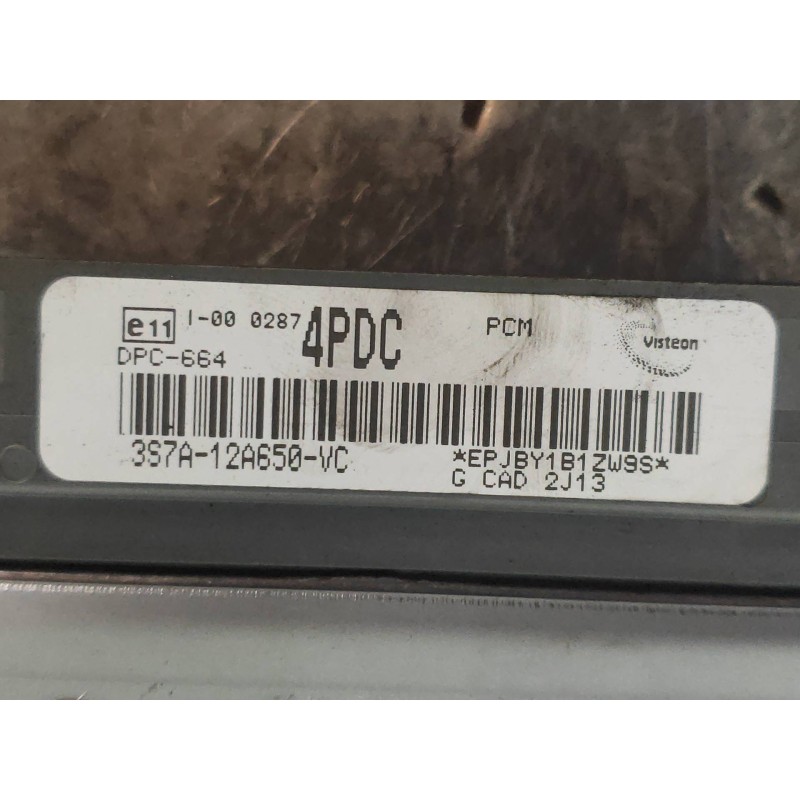 e11 I-00 0287 4PDC PCM Visteon
DPC-664
3S7A-12A650-VC *EPJBY1B1ZW9S*
G CAD 2J13